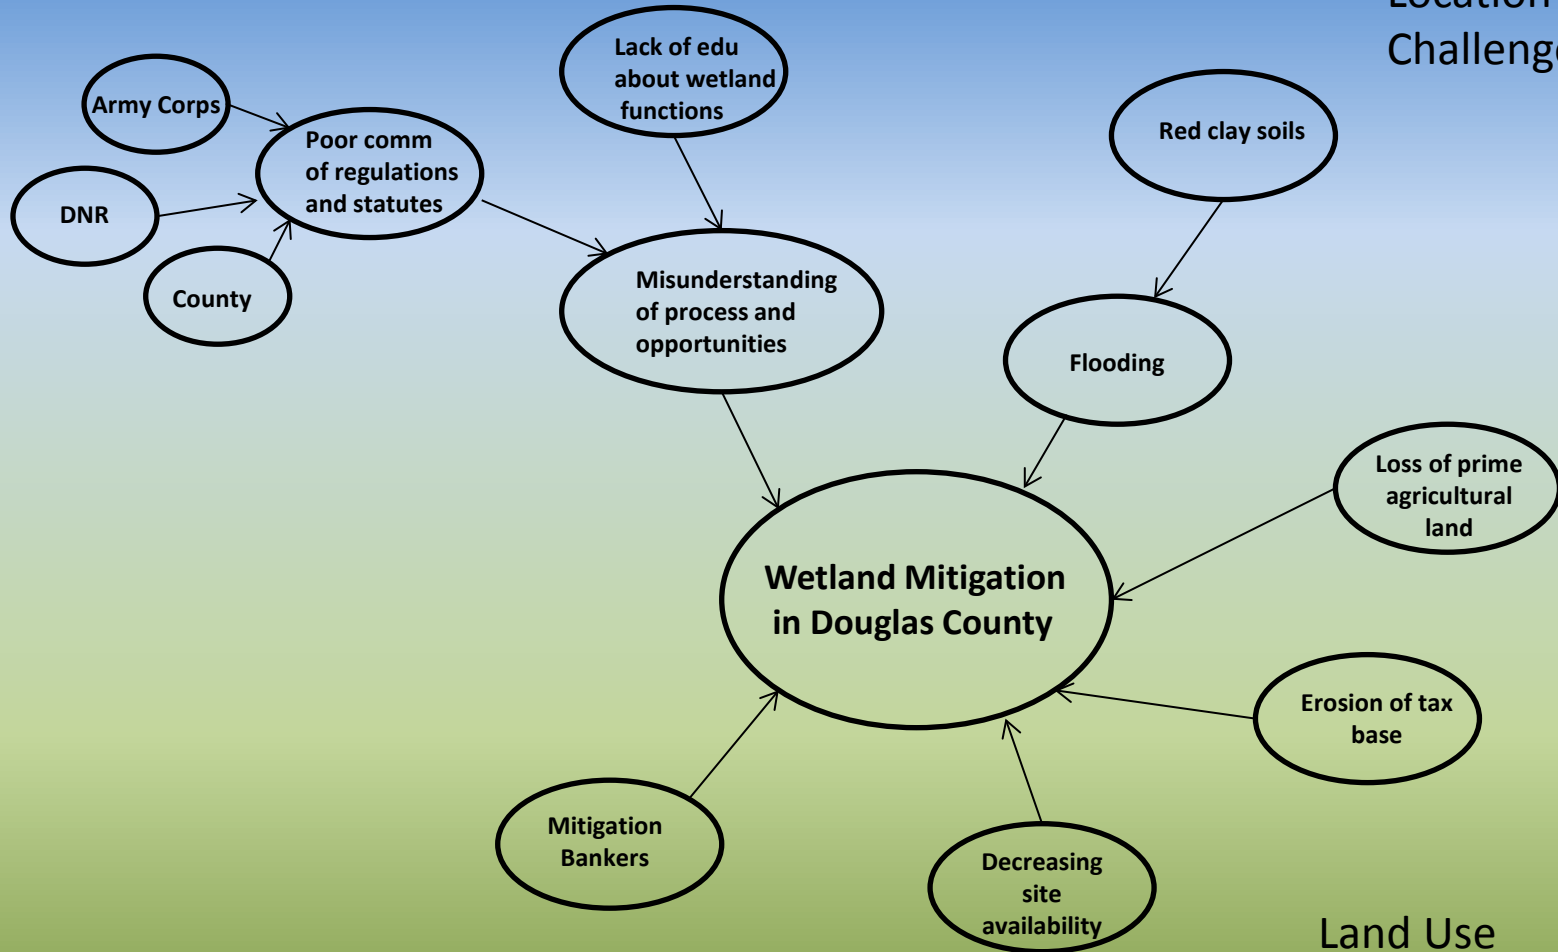 Location
Challenge
Lack of edu
about wetland
functions
Army Corps
Poor comm
of regulations
and statutes
Red clay soils
DNR
County
Misunderstanding
of process and
opportunities
Flooding
Loss of prime
agricultural
land
Wetland Mitigation
in Douglas County
Erosion of tax
base
Mitigation
Bankers
Decreasing
site
availability
Land Use